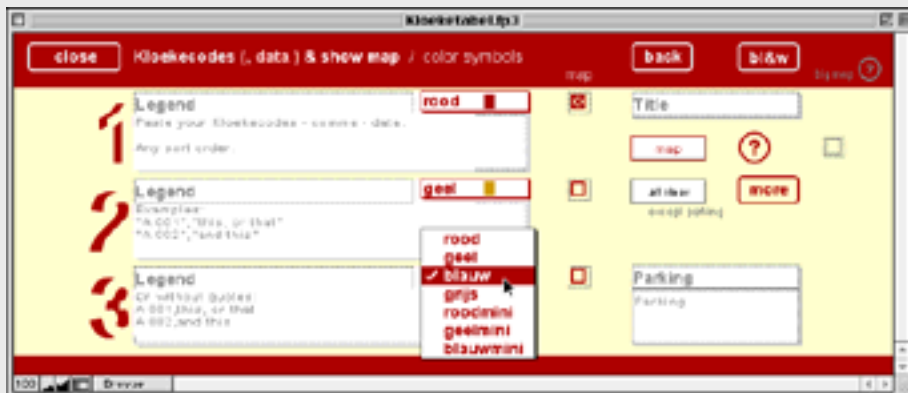 Kloeketabel.fp3
close Kloekecodes (, data ) & show map / color symbols back bl&w
map
1 Legend rood Title
Paste your Kloekecodes - comma - data.
Any sort order.
map ?
2 Legend geel all clear more
except parking
Examples:
"A 001","this, or that"
"A 002","and this"
rood
geel
✓ blauw
grijs
roodmini
geelmini
blauwmini
3 Legend Parking
Or without quotes: Parking
A 001,this, or that
A 002,and this
100 Browse